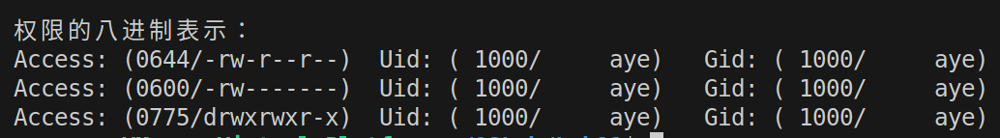 权限的八进制表示：
Access: (0644/-rw-r--r--)  Uid: ( 1000/     aye)   Gid: ( 1000/     aye)
Access: (0600/-rw-------)  Uid: ( 1000/     aye)   Gid: ( 1000/     aye)
Access: (0775/drwxrwxr-x)  Uid: ( 1000/     aye)   Gid: ( 1000/     aye)